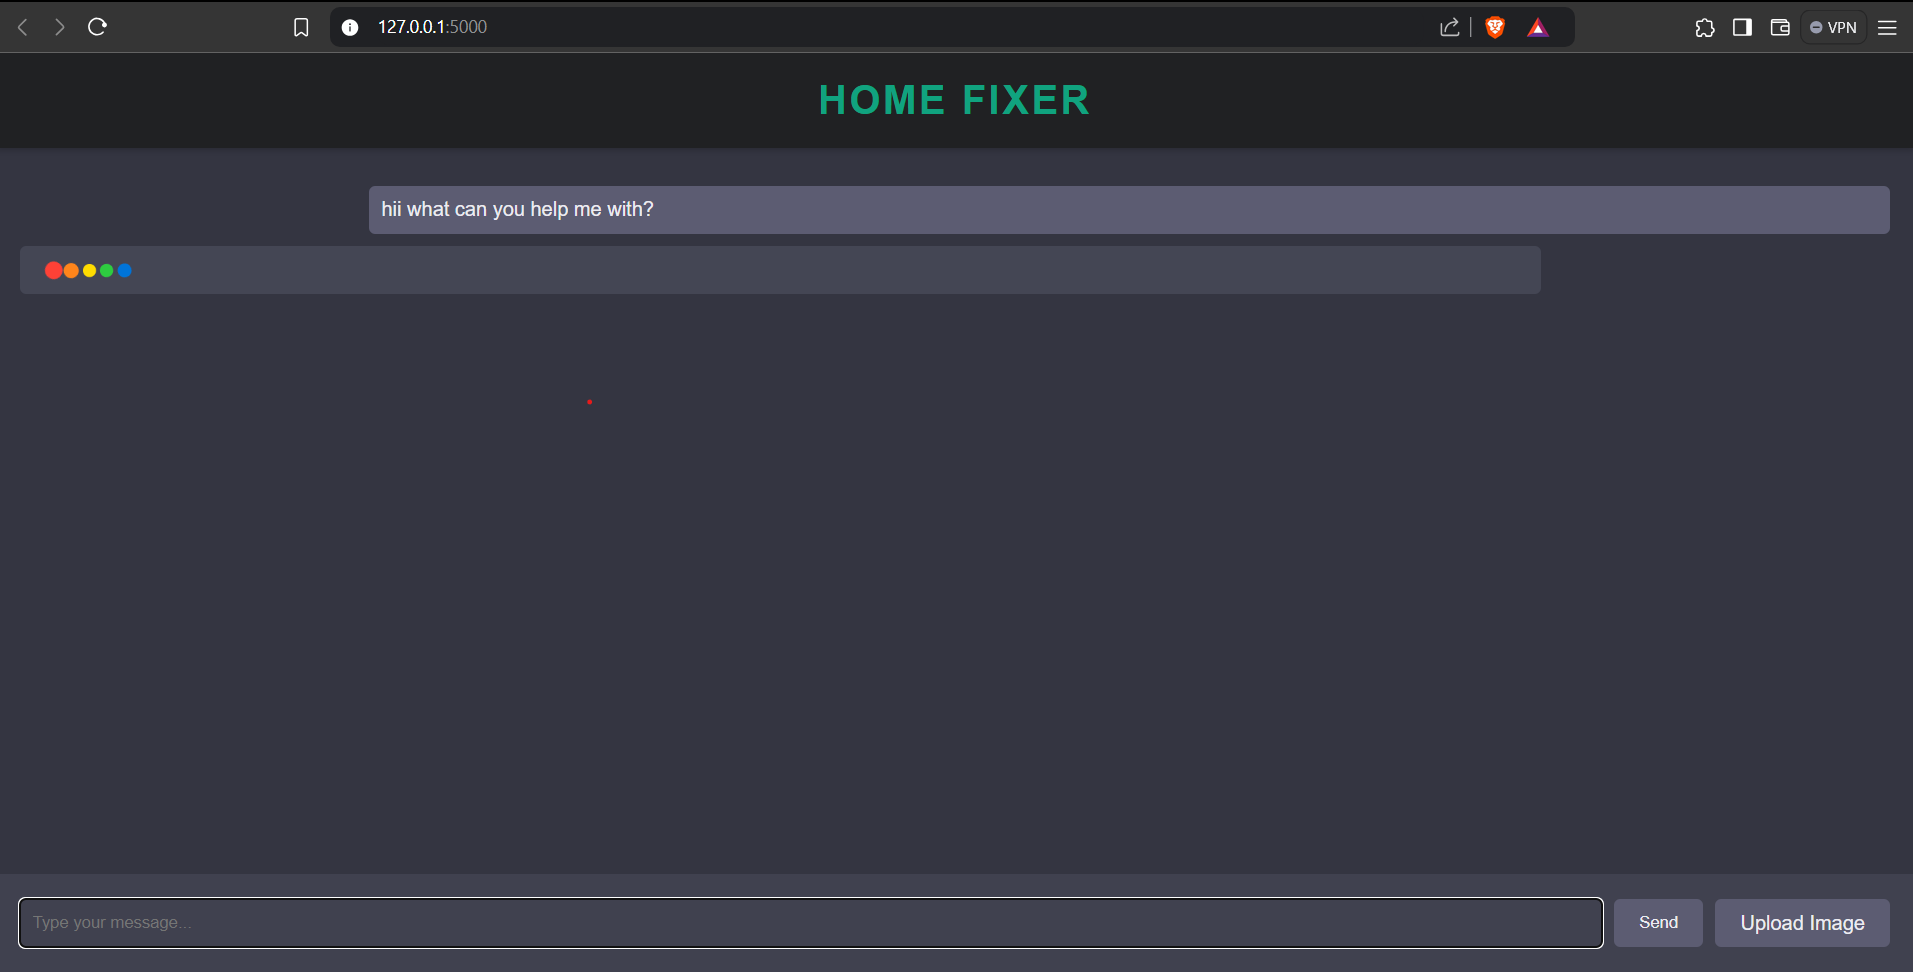 127.0.0.1:5000
VPN
HOME FIXER
hii what can you help me with?
Type your message...
Send
Upload Image